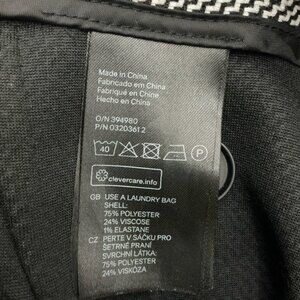 Made in China
Fabricado em China
Fabriqué en Chine
Hecho en China
O/N 394980
P/N 03203612
40
P
clevercare.info
GB USE A LAUNDRY BAG
SHELL:
75% POLYESTER
24% VISCOSE
1% ELASTANE
CZ PERTE V SÁČKU PRO
ŠETRNÉ PRANÍ
SVRCHNÍ LÁTKA:
75% POLYESTER
24% VISKÓZA